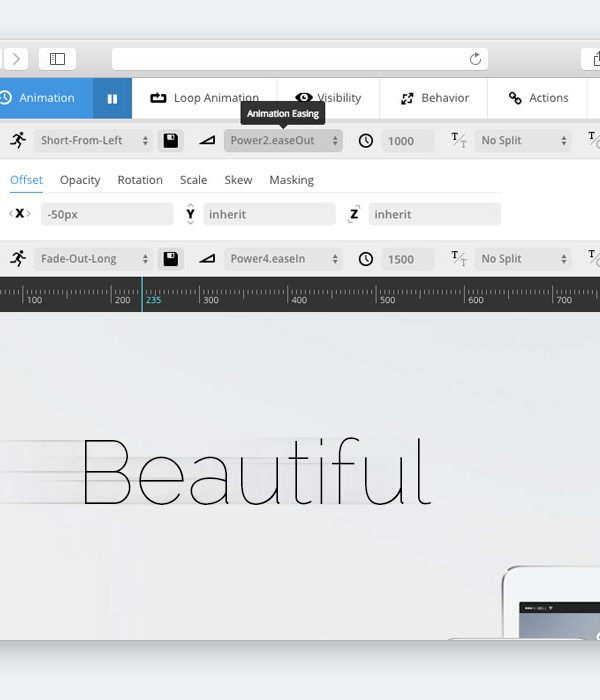 Animation Loop Animation Visibility Behavior Actions
Animation Easing
Short-From-Left Power2.easeOut 1000 T/T No Split T
Offset Opacity Rotation Scale Skew Masking
X -50px Y inherit Z inherit
Fade-Out-Long Power4.easeIn 1500 T/T No Split T
100 200 235 300 400 500 600 700
Beautiful